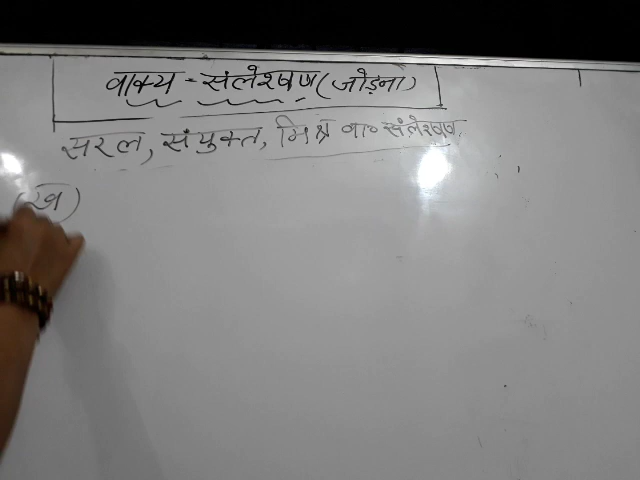 वाक्य - संलेश्षण (जोड़ना)
सरल, संयुक्त, मिश्र वा० संलेश्षण
(ख)